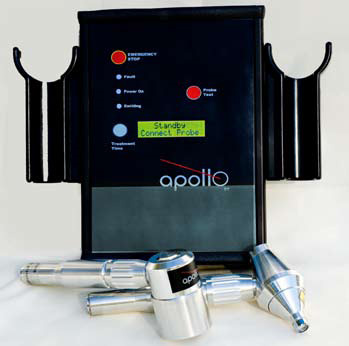 EMERGENCY
STOP
Fault
Power On
Emitting
Probe
Test
Standby
Connect Probe
Treatment
Time
apollo
apollo